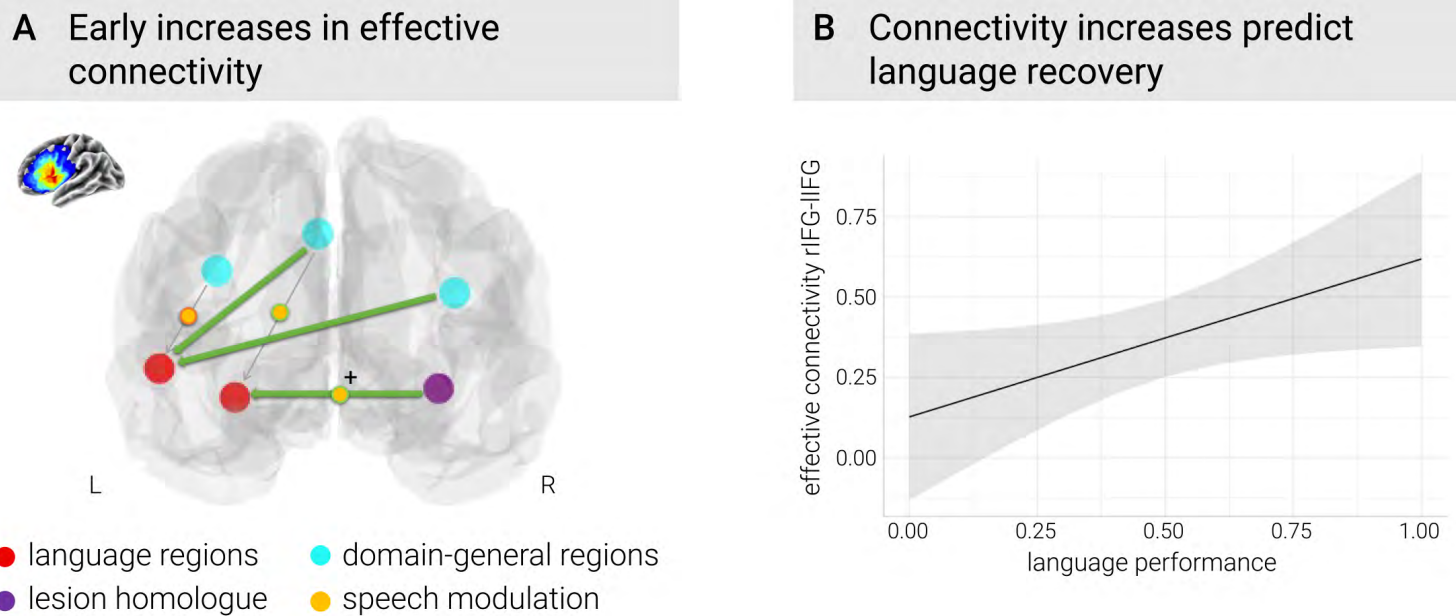 A Early increases in effective
connectivity
+
L
R
language regions
domain-general regions
lesion homologue
speech modulation
B Connectivity increases predict
language recovery
effective connectivity rIFG-lIFG
0.75
0.50
0.25
0.00
0.00 0.25 0.50 0.75 1.00
language performance